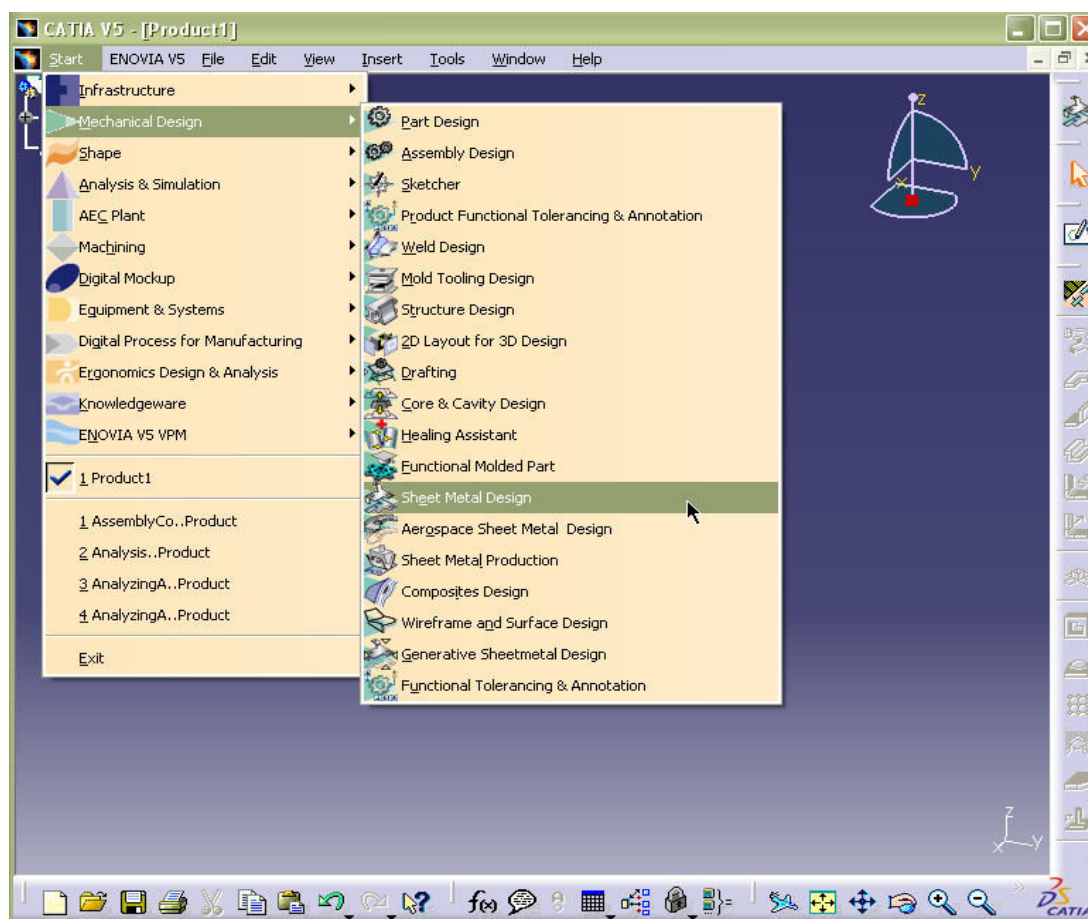 CATIA V5 - [Product1]
Start ENOVIA V5 File Edit View Insert Tools Window Help
Infrastructure
Mechanical Design
Shape
Analysis & Simulation
AEC Plant
Machining
Digital Mockup
Equipment & Systems
Digital Process for Manufacturing
Ergonomics Design & Analysis
Knowledgeware
ENOVIA V5 VPM
1 Product1
1 AssemblyCo..Product
2 Analysis..Product
3 AnalyzingA..Product
4 AnalyzingA..Product
Exit
Part Design
Assembly Design
Sketcher
Product Functional Tolerancing & Annotation
Weld Design
Mold Tooling Design
Structure Design
2D Layout for 3D Design
Drafting
Core & Cavity Design
Healing Assistant
Functional Molded Part
Sheet Metal Design
Aerospace Sheet Metal Design
Sheet Metal Production
Composites Design
Wireframe and Surface Design
Generative Sheetmetal Design
Functional Tolerancing & Annotation
z
y
x
z
y
x
f(x)
CATIA